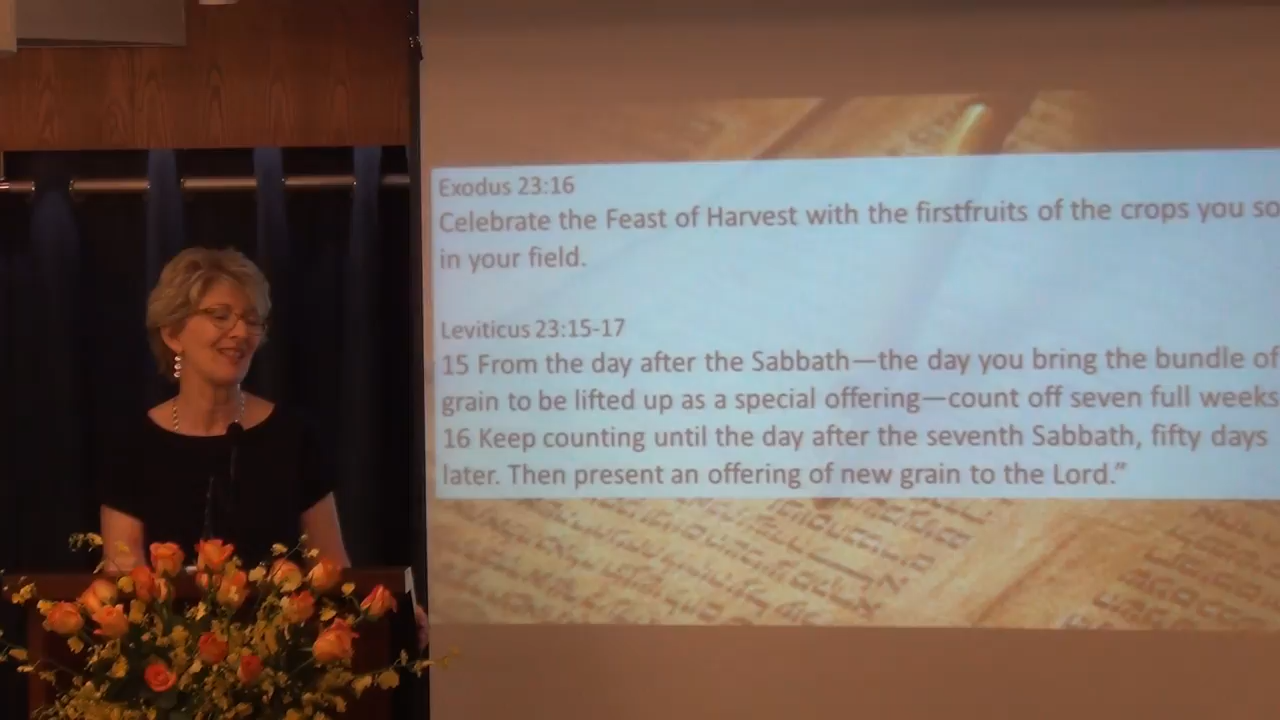 Exodus 23:16
Celebrate the Feast of Harvest with the firstfruits of the crops you so
in your field.
Leviticus 23:15-17
15 From the day after the Sabbath—the day you bring the bundle of
grain to be lifted up as a special offering—count off seven full weeks
16 Keep counting until the day after the seventh Sabbath, fifty days
later. Then present an offering of new grain to the Lord.”